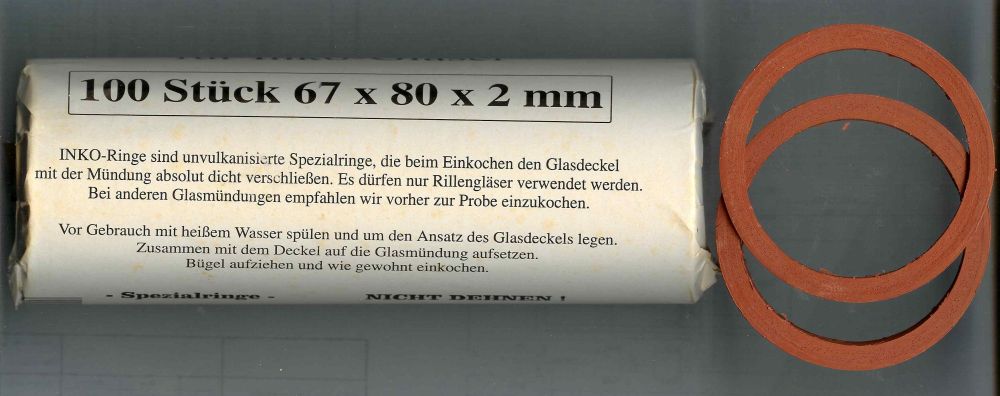 100 Stück 67 x 80 x 2 mm
INKO-Ringe sind unvulkanisierte Spezialringe, die beim Einkochen den Glasdeckel
mit der Mündung absolut dicht verschließen. Es dürfen nur Rillengläser verwendet werden.
Bei anderen Glasmündungen empfahlen wir vorher zur Probe einzukochen.
Vor Gebrauch mit heißem Wasser spülen und um den Ansatz des Glasdeckels legen.
Zusammen mit dem Deckel auf die Glasmündung aufsetzen.
Bügel aufziehen und wie gewohnt einkochen.
- Spezialringe - NICHT DEHNEN !